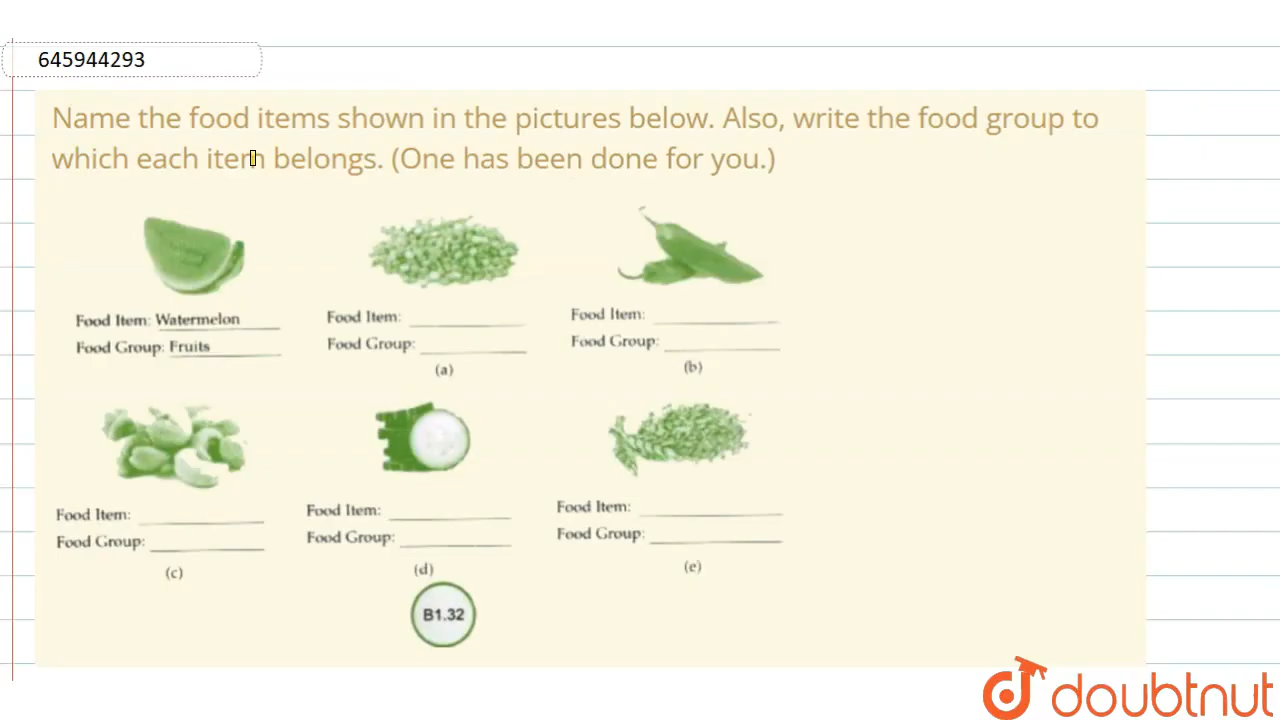 645944293
Name the food items shown in the pictures below. Also, write the food group to
which each item belongs. (One has been done for you.)
Food Item: Watermelon
Food Group: Fruits
Food Item:
Food Group:
(a)
Food Item:
Food Group:
(b)
Food Item:
Food Group:
(c)
Food Item:
Food Group:
(d)
Food Item:
Food Group:
(e)
B1.32
doubtnut